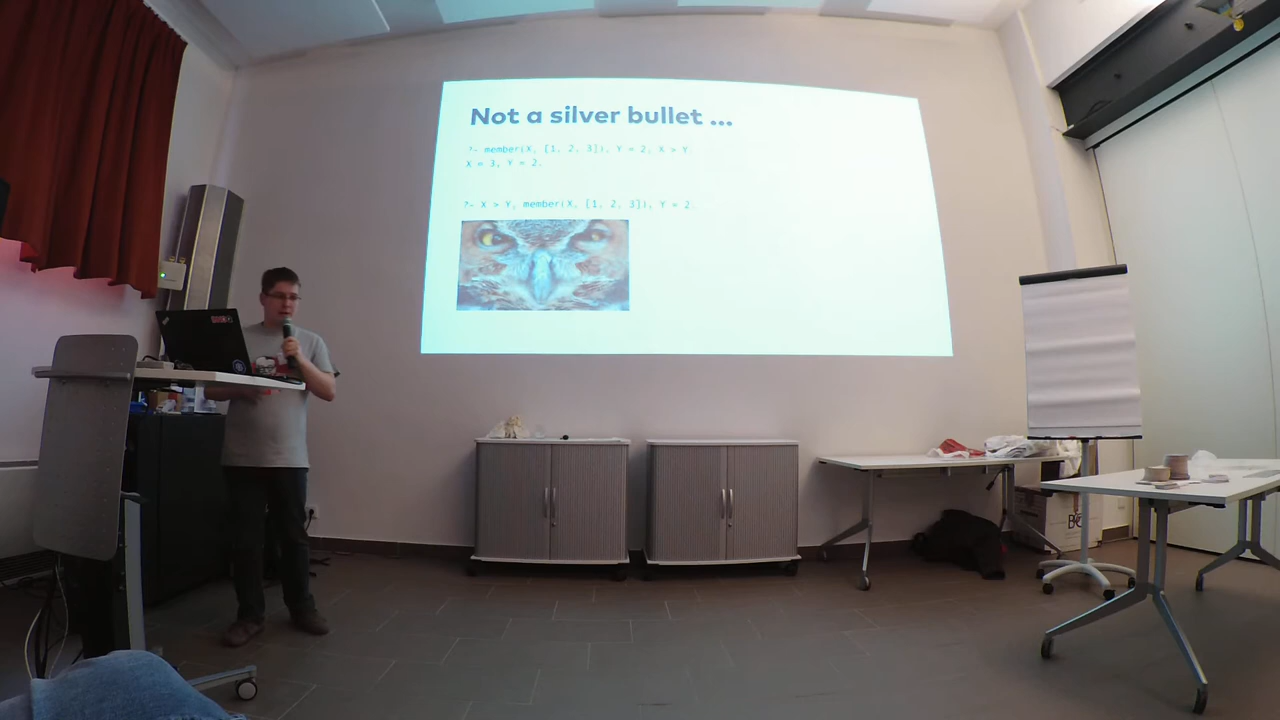 Not a silver bullet ...
?- member(X, [1, 2, 3]), Y = 2, X > Y.
X = 3, Y = 2.
?- X > Y, member(X, [1, 2, 3]), Y = 2.